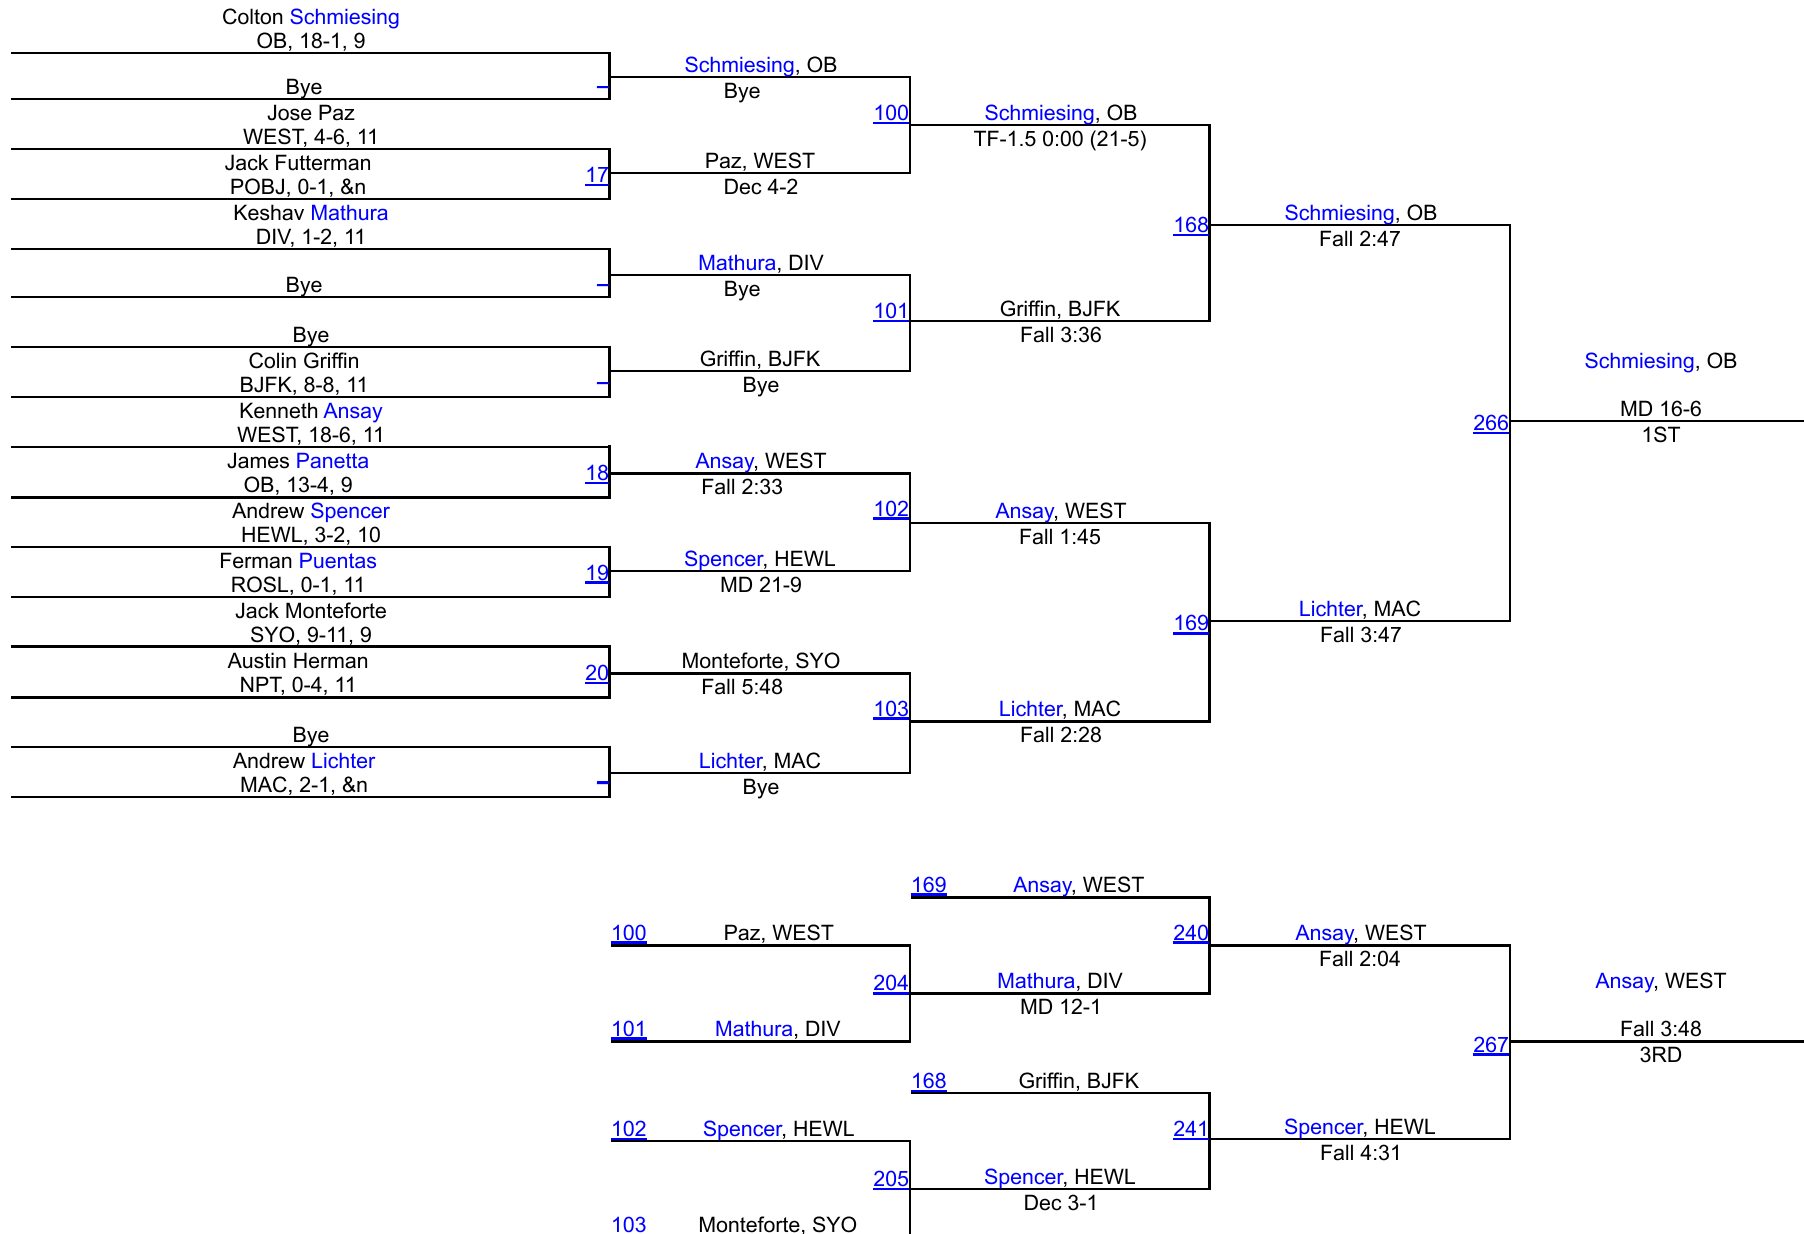 Colton Schmiesing
OB, 18-1, 9
Bye
Jose Paz
WEST, 4-6, 11
Jack Futterman
POBJ, 0-1, &n
17
Keshav Mathura
DIV, 1-2, 11
Bye
Bye
Colin Griffin
BJFK, 8-8, 11
Kenneth Ansay
WEST, 18-6, 11
James Panetta
OB, 13-4, 9
18
Andrew Spencer
HEWL, 3-2, 10
Ferman Puentas
ROSL, 0-1, 11
19
Jack Monteforte
SYO, 9-11, 9
Austin Herman
NPT, 0-4, 11
20
Bye
Andrew Lichter
MAC, 2-1, &n
Schmiesing, OB
Bye
100
Paz, WEST
Dec 4-2
Mathura, DIV
Bye
101
Griffin, BJFK
Bye
Ansay, WEST
Fall 2:33
102
Spencer, HEWL
MD 21-9
Monteforte, SYO
Fall 5:48
103
Lichter, MAC
Bye
Schmiesing, OB
TF-1.5 0:00 (21-5)
168
Griffin, BJFK
Fall 3:36
Ansay, WEST
Fall 1:45
169
Lichter, MAC
Fall 2:28
Schmiesing, OB
Fall 2:47
266
Lichter, MAC
Fall 3:47
Schmiesing, OB
MD 16-6
1ST
100 Paz, WEST
204
101 Mathura, DIV
102 Spencer, HEWL
205
103 Monteforte, SYO
169 Ansay, WEST
240
Mathura, DIV
MD 12-1
168 Griffin, BJFK
241
Spencer, HEWL
Dec 3-1
Ansay, WEST
Fall 2:04
267
Spencer, HEWL
Fall 4:31
Ansay, WEST
Fall 3:48
3RD